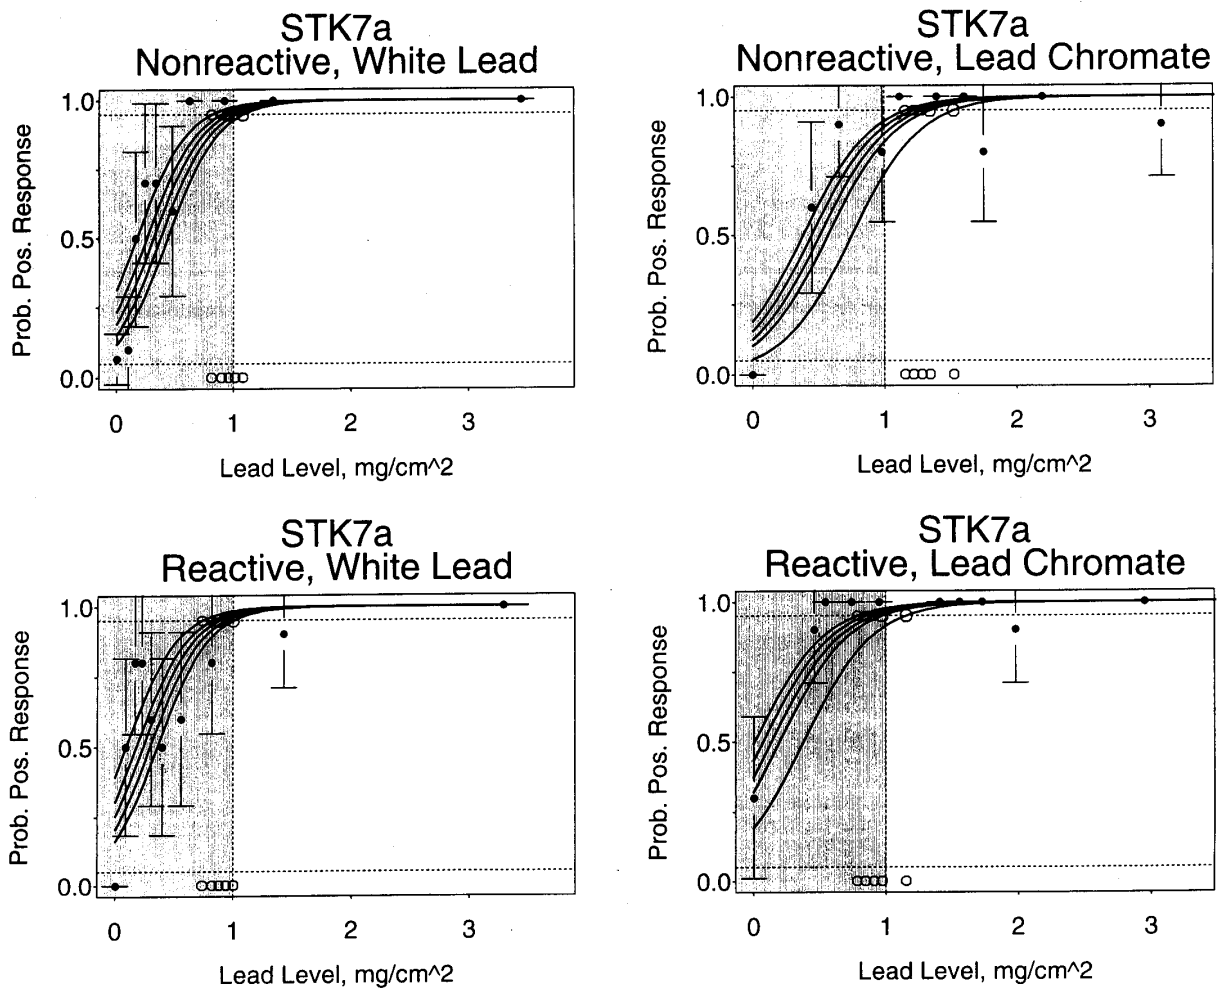 STK7a
Nonreactive, White Lead
Prob. Pos. Response
1.0
0.5
0.0
0 1 2 3
Lead Level, mg/cm^2
STK7a
Nonreactive, Lead Chromate
Prob. Pos. Response
1.0
0.5
0.0
0 1 2 3
Lead Level, mg/cm^2
STK7a
Reactive, White Lead
Prob. Pos. Response
1.0
0.5
0.0
0 1 2 3
Lead Level, mg/cm^2
STK7a
Reactive, Lead Chromate
Prob. Pos. Response
1.0
0.5
0.0
0 1 2 3
Lead Level, mg/cm^2